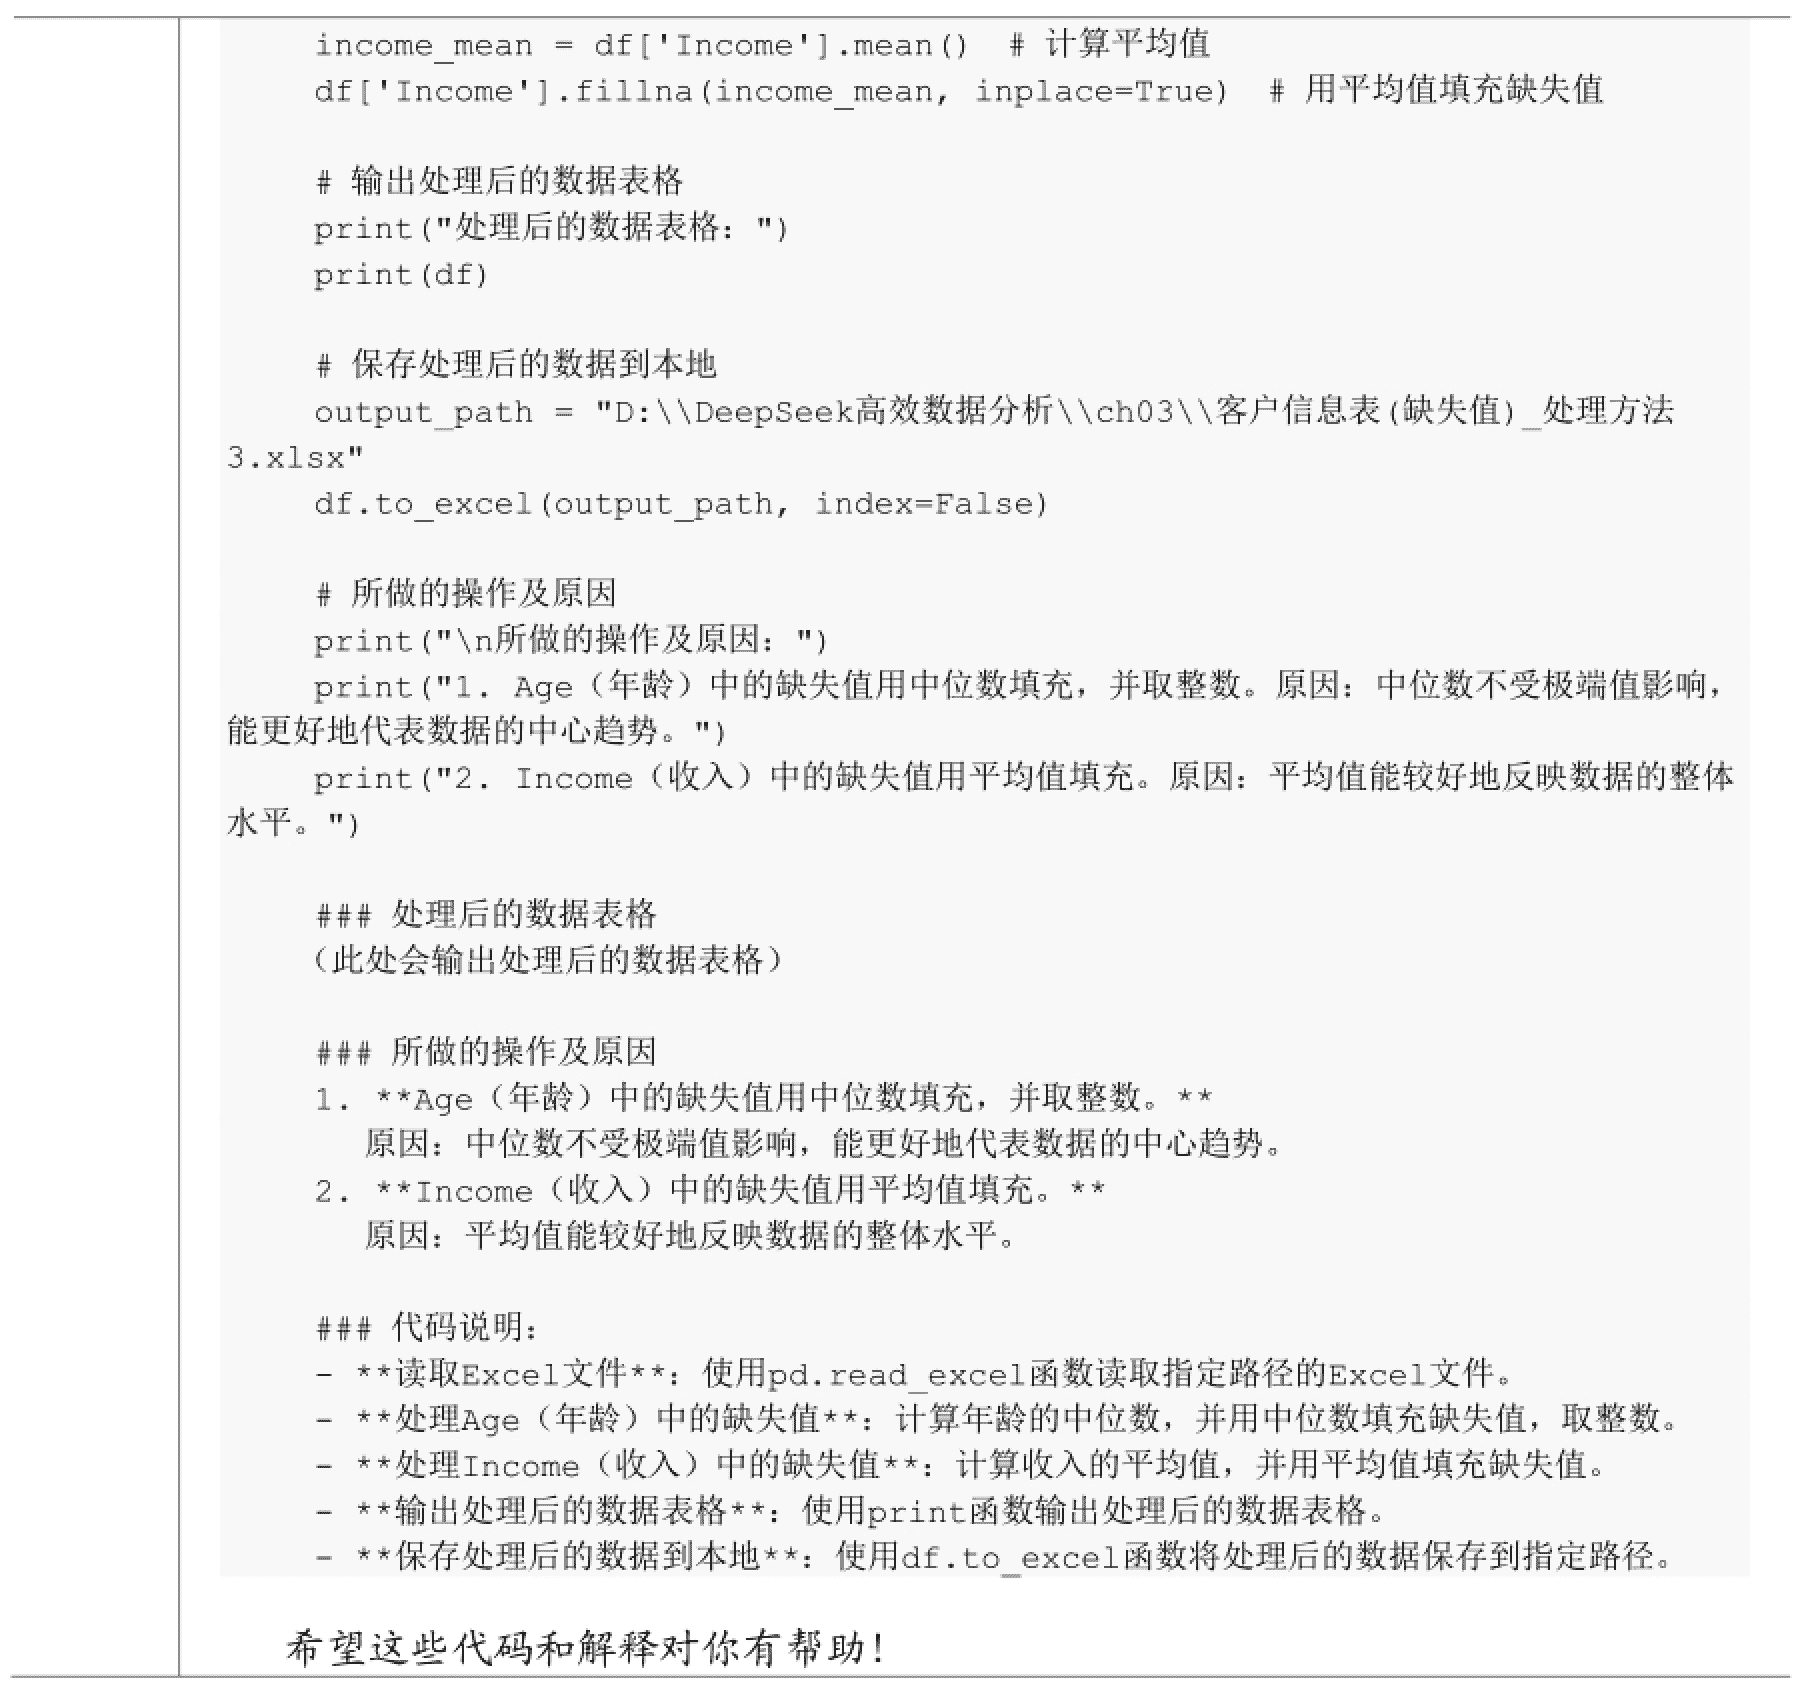 income_mean = df['Income'].mean()  # 计算平均值
df['Income'].fillna(income_mean, inplace=True)  # 用平均值填充缺失值
# 输出处理后的数据表格
print("处理后的数据表格：")
print(df)
# 保存处理后的数据到本地
output_path = "D:\\DeepSeek高效数据分析\\ch03\\客户信息表(缺失值)_处理方法
3.xlsx"
df.to_excel(output_path, index=False)
# 所做的操作及原因
print("\n所做的操作及原因：")
print("1. Age（年龄）中的缺失值用中位数填充，并取整数。原因：中位数不受极端值影响，
能更好地代表数据的中心趋势。")
print("2. Income（收入）中的缺失值用平均值填充。原因：平均值能较好地反映数据的整体
水平。")
### 处理后的数据表格
（此处会输出处理后的数据表格）
### 所做的操作及原因
1. **Age（年龄）中的缺失值用中位数填充，并取整数。**
原因：中位数不受极端值影响，能更好地代表数据的中心趋势。
2. **Income（收入）中的缺失值用平均值填充。**
原因：平均值能较好地反映数据的整体水平。
### 代码说明：
- **读取Excel文件**：使用pd.read_excel函数读取指定路径的Excel文件。
- **处理Age（年龄）中的缺失值**：计算年龄的中位数，并用中位数填充缺失值，取整数。
- **处理Income（收入）中的缺失值**：计算收入的平均值，并用平均值填充缺失值。
- **输出处理后的数据表格**：使用print函数输出处理后的数据表格。
- **保存处理后的数据到本地**：使用df.to_excel函数将处理后的数据保存到指定路径。
希望这些代码和解释对你有帮助！